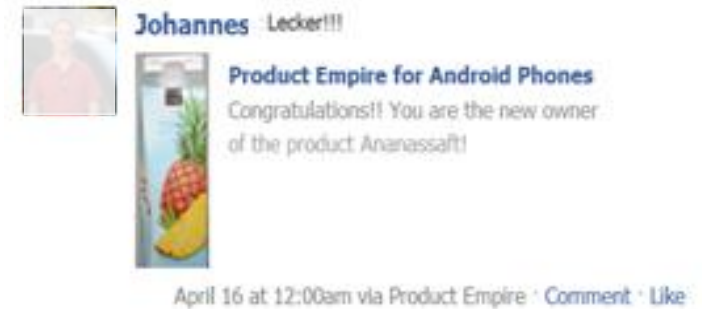 Johannes Lecker!!!
Product Empire for Android Phones
Congratulations!! You are the new owner
of the product Ananassaft!
April 16 at 12:00am via Product Empire · Comment · Like